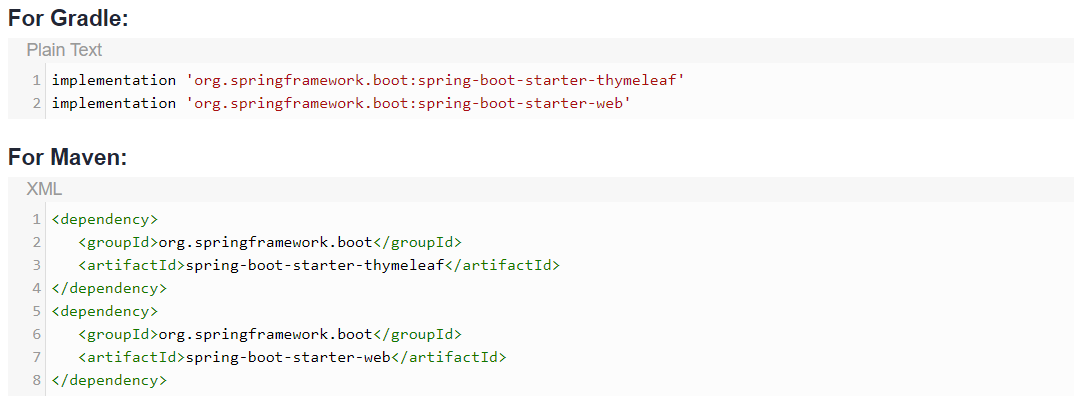 For Gradle:
Plain Text
1 implementation 'org.springframework.boot:spring-boot-starter-thymeleaf'
2 implementation 'org.springframework.boot:spring-boot-starter-web'
For Maven:
XML
1 <dependency>
2    <groupId>org.springframework.boot</groupId>
3    <artifactId>spring-boot-starter-thymeleaf</artifactId>
4 </dependency>
5 <dependency>
6    <groupId>org.springframework.boot</groupId>
7    <artifactId>spring-boot-starter-web</artifactId>
8 </dependency>